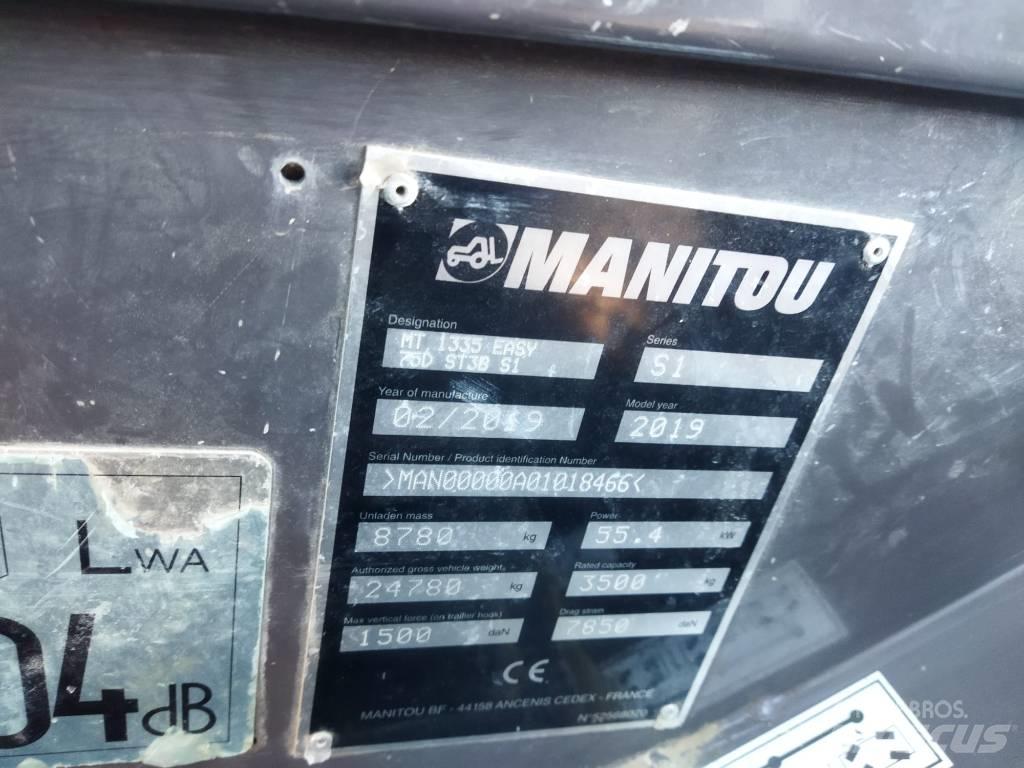 MANITOU
Designation
MT 1335 EASY
75D ST3B S1
Series
S1
Year of manufacture
02/2019
Model year
2019
Serial Number / Product identification Number
>MAN00000A01018466<
Unladen mass
8780 kg
Power
55.4 kW
Authorized gross vehicle weight
24780 kg
Rated capacity
3500 kg
Max vertical force (on trailer hook)
1500 daN
Drag strain
7850 daN
CE
MANITOU BF - 44158 ANCENIS CEDEX - FRANCE
LWA
04 dB
BROS.